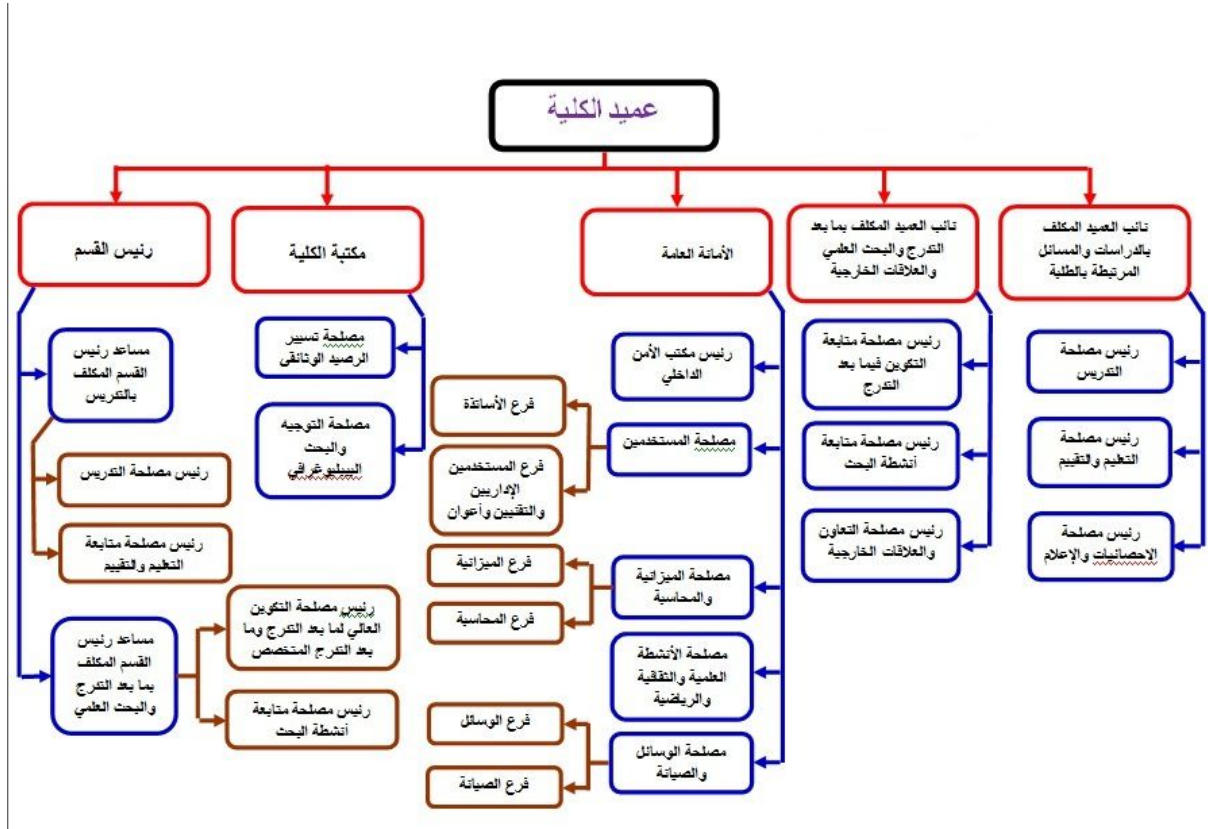 عميد الكلية
نائب العميد المكلف
بالدراسات والمسائل
المرتبطة بالطلبة
نائب العميد المكلف بما بعد
التدرج والبحث العلمي
والعلاقات الخارجية
الأمانة العامة
مكتبة الكلية
رئيس القسم
رئيس مصلحة
التدريس
رئيس مصلحة
التعليم والتقييم
رئيس مصلحة
الاحصائيات والإعلام
رئيس مصلحة متابعة
التكوين فيما بعد
التدرج
رئيس مصلحة متابعة
أنشطة البحث
رئيس مصلحة التعاون
والعلاقات الخارجية
رئيس مكتب الأمن
الداخلي
مصلحة المستخدمين
فرع الأساتذة
فرع المستخدمين
الإداريين
والتقنيين وأعوان
مصلحة الميزانية
والمحاسبة
فرع الميزانية
فرع المحاسبة
مصلحة الأنشطة
العلمية والثقافية
والرياضية
مصلحة الوسائل
والصيانة
فرع الوسائل
فرع الصيانة
مصلحة تسيير
الرصيد الوثائقي
مصلحة التوجيه
والبحث
البيبليوغرافي
مساعد رئيس
القسم المكلف
بالتدريس
رئيس مصلحة التدريس
رئيس مصلحة متابعة
التعليم والتقييم
مساعد رئيس
القسم المكلف
بما بعد التدرج
والبحث العلمي
رئيس مصلحة التكوين
العالي لما بعد التدرج وما
بعد التدرج المتخصص
رئيس مصلحة متابعة
أنشطة البحث